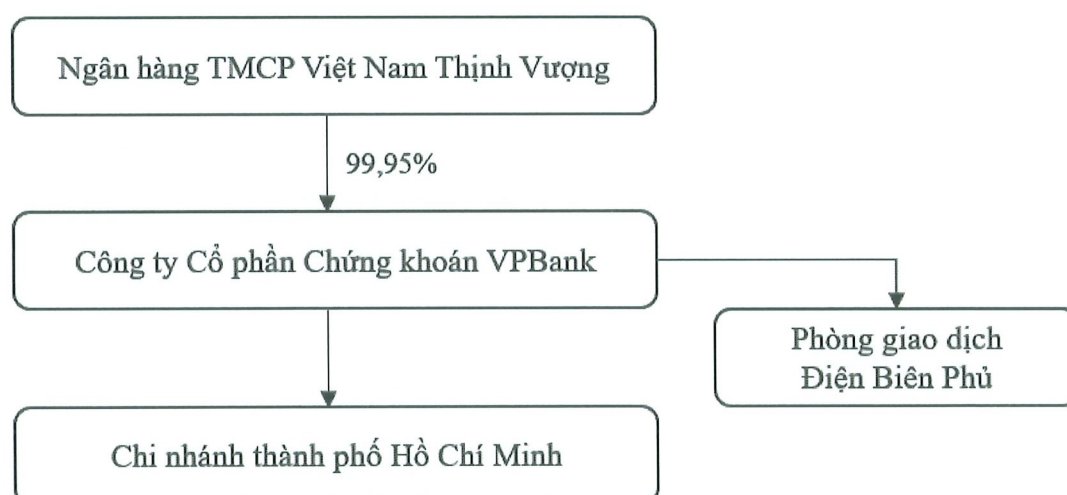 Ngân hàng TMCP Việt Nam Thịnh Vượng
99,95%
Công ty Cổ phần Chứng khoán VPBank
Phòng giao dịch
Điện Biên Phủ
Chi nhánh thành phố Hồ Chí Minh